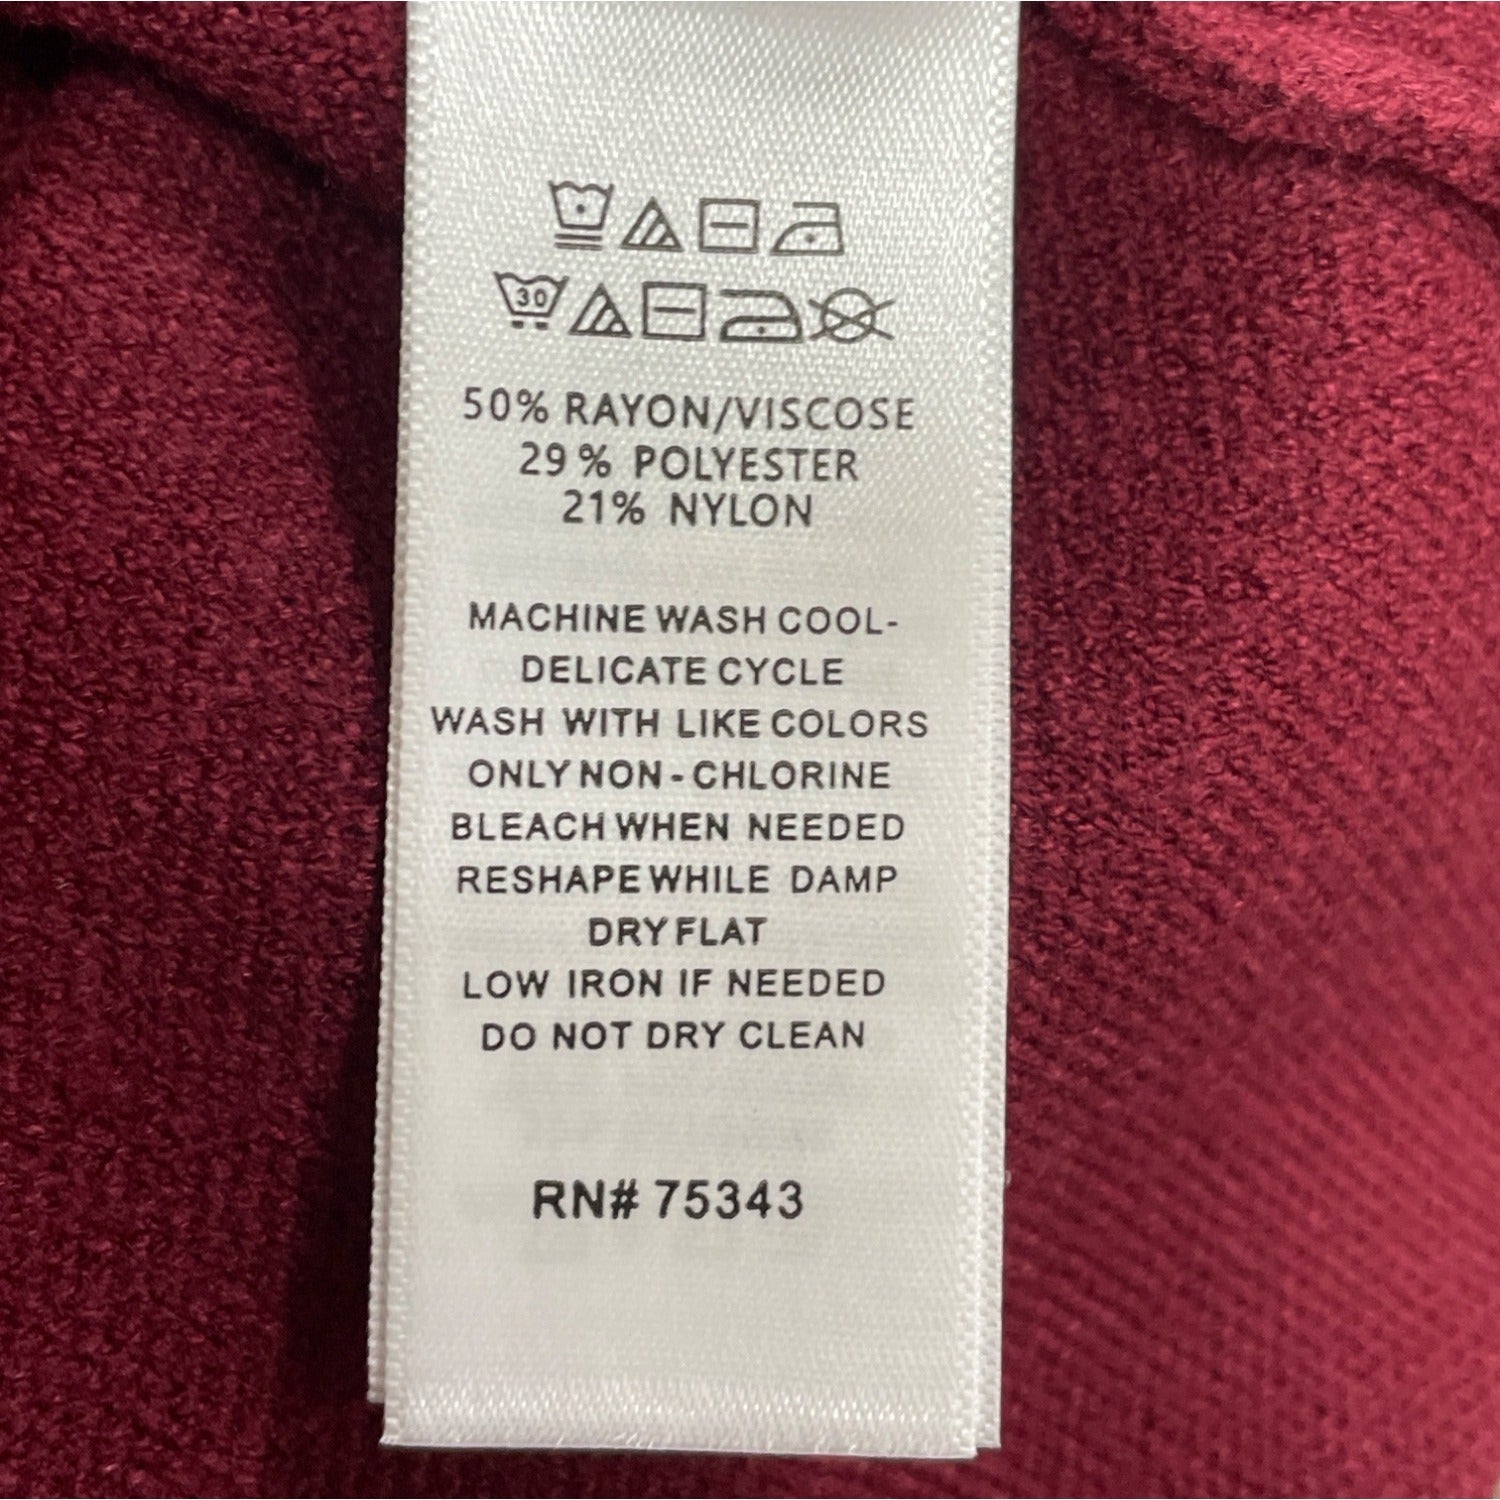 30
50% RAYON/VISCOSE
29% POLYESTER
21% NYLON
MACHINE WASH COOL-
DELICATE CYCLE
WASH WITH LIKE COLORS
ONLY NON-CHLORINE
BLEACH WHEN NEEDED
RESHAPE WHILE DAMP
DRY FLAT
LOW IRON IF NEEDED
DO NOT DRY CLEAN
RN# 75343